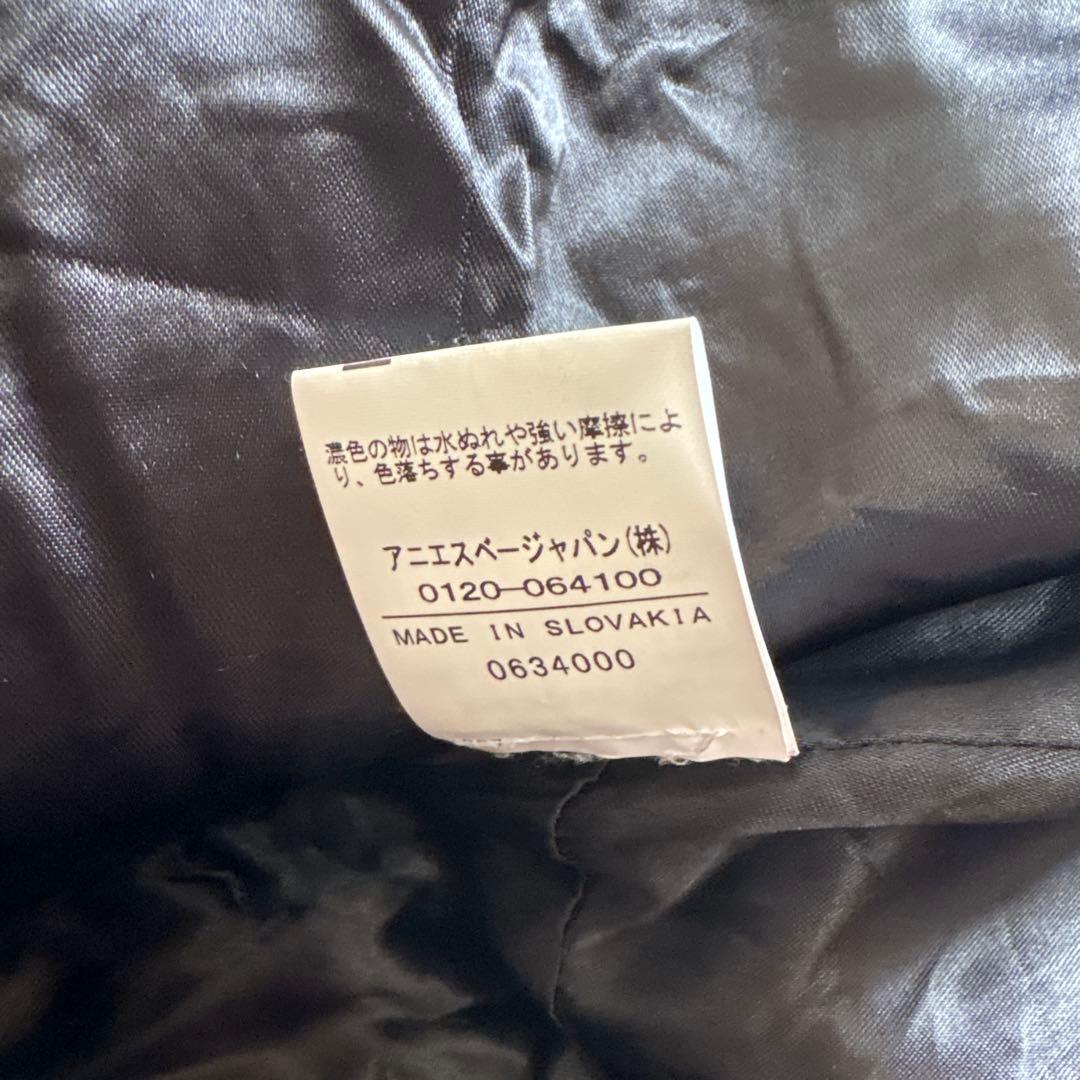 濃色の物は水ぬれや強い摩擦によ
り、色落ちする事があります。
アニエスベージャパン(株)
0120-064100
MADE IN SLOVAKIA
0634000